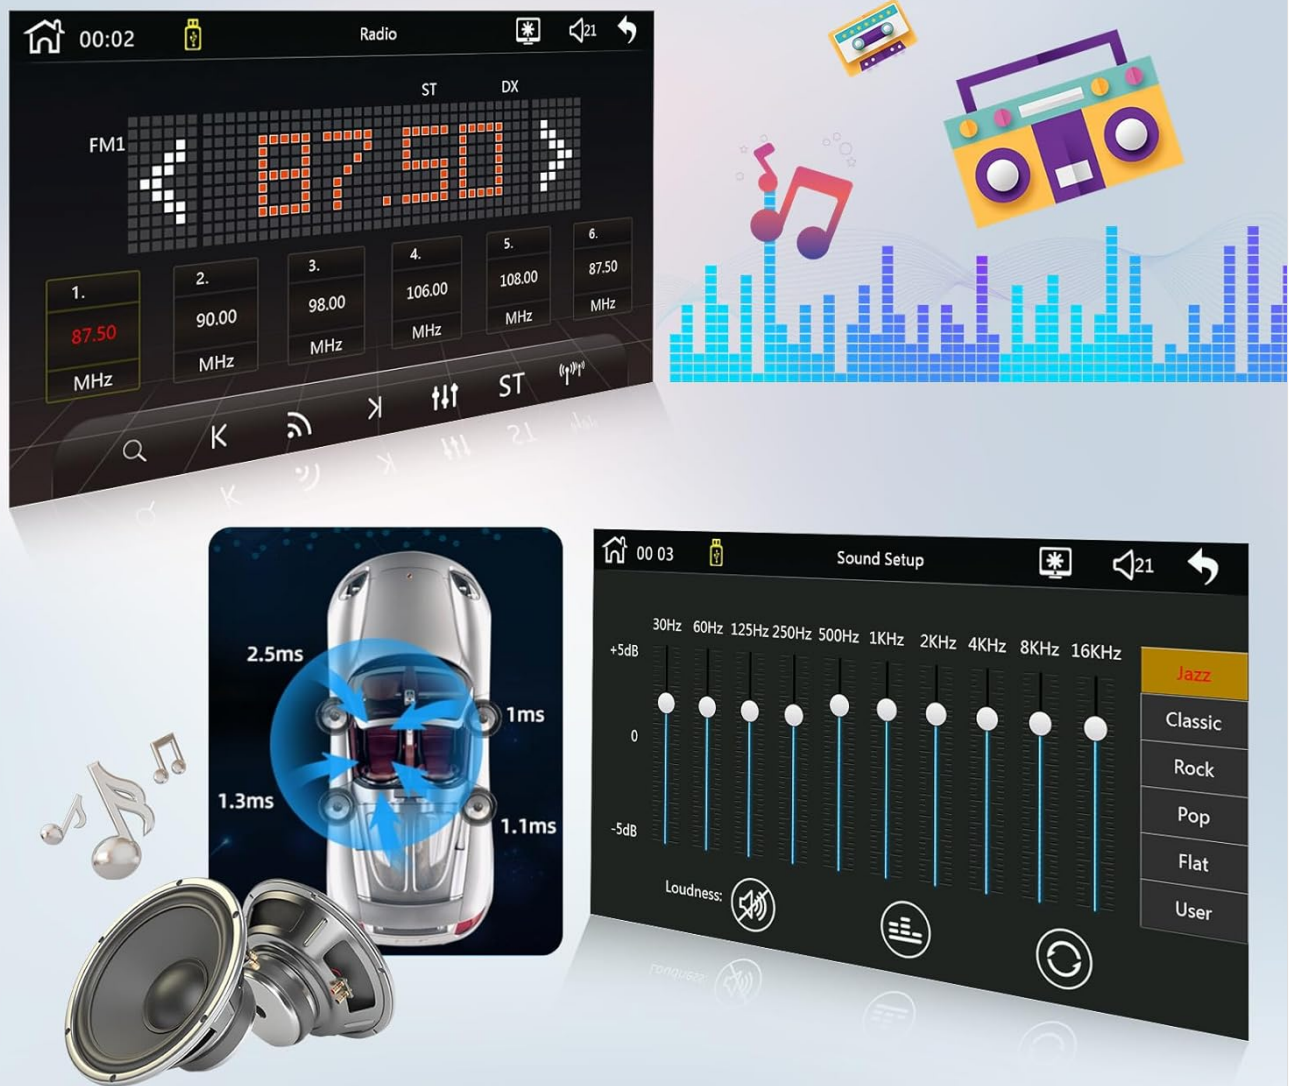 00:02
Radio
21
ST
DX
FM1
87.50
1.
87.50
MHz
2.
90.00
MHz
3.
98.00
MHz
4.
106.00
MHz
5.
108.00
MHz
6.
87.50
MHz
ST
2.5ms
1ms
1.3ms
1.1ms
00 03
Sound Setup
21
30Hz 60Hz 125Hz 250Hz 500Hz 1KHz 2KHz 4KHz 8KHz 16KHz
+5dB
0
-5dB
Jazz
Classic
Rock
Pop
Flat
User
Loudness: